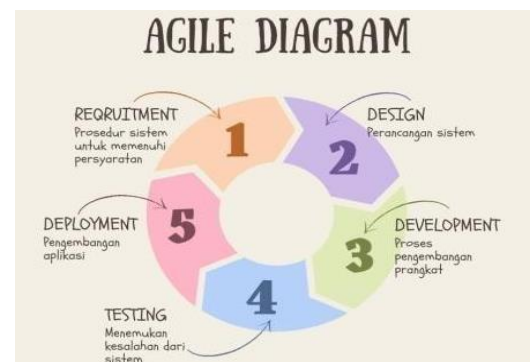 AGILE DIAGRAM
REQRUITMENT
Prosedur sistem
untuk memenuhi
persyaratan
1
DESIGN
Perancangan sistem
2
DEVELOPMENT
Proses
pengembangan
prangkat
3
TESTING
Menemukan
kesalahan dari
sistem
4
DEPLOYMENT
Pengembangan
aplikasi
5